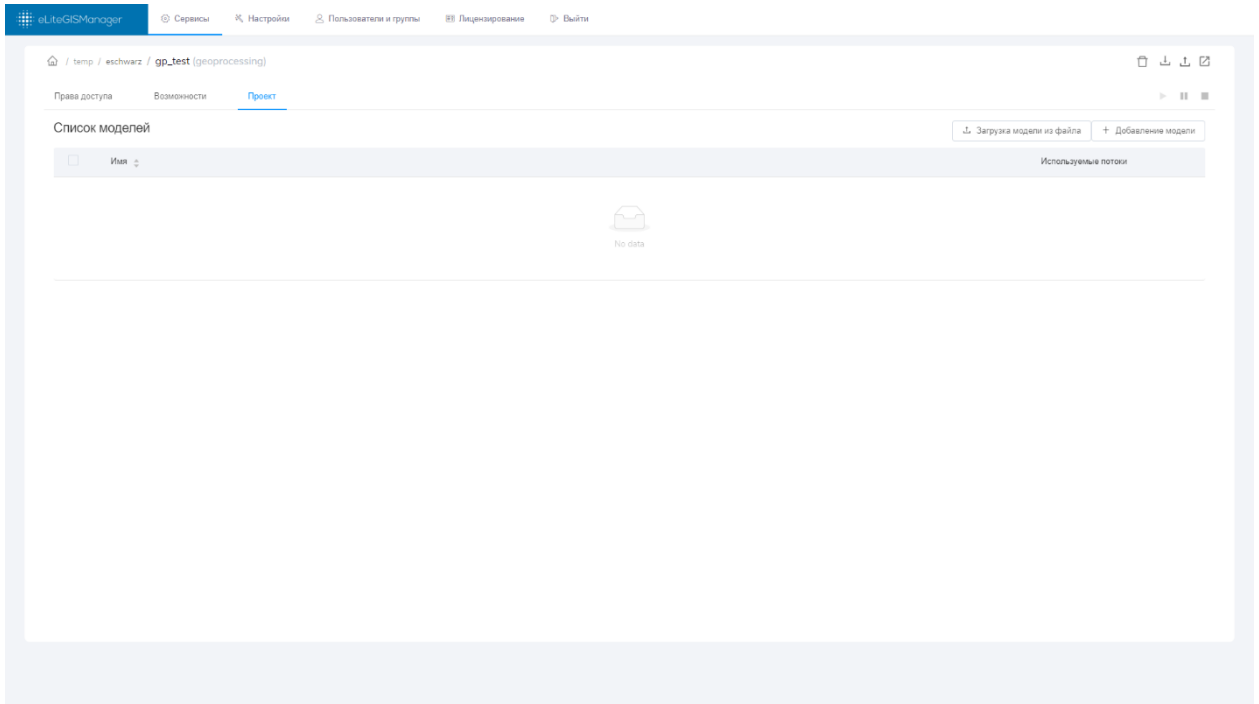 eLiteGISManager Сервисы Настройки Пользователи и группы Лицензирование Выйти
/ temp / eschwarz / gp_test (geoprocessing)
Права доступа Возможности Проект
Список моделей Загрузка модели из файла + Добавление модели
Имя Используемые потоки
No data